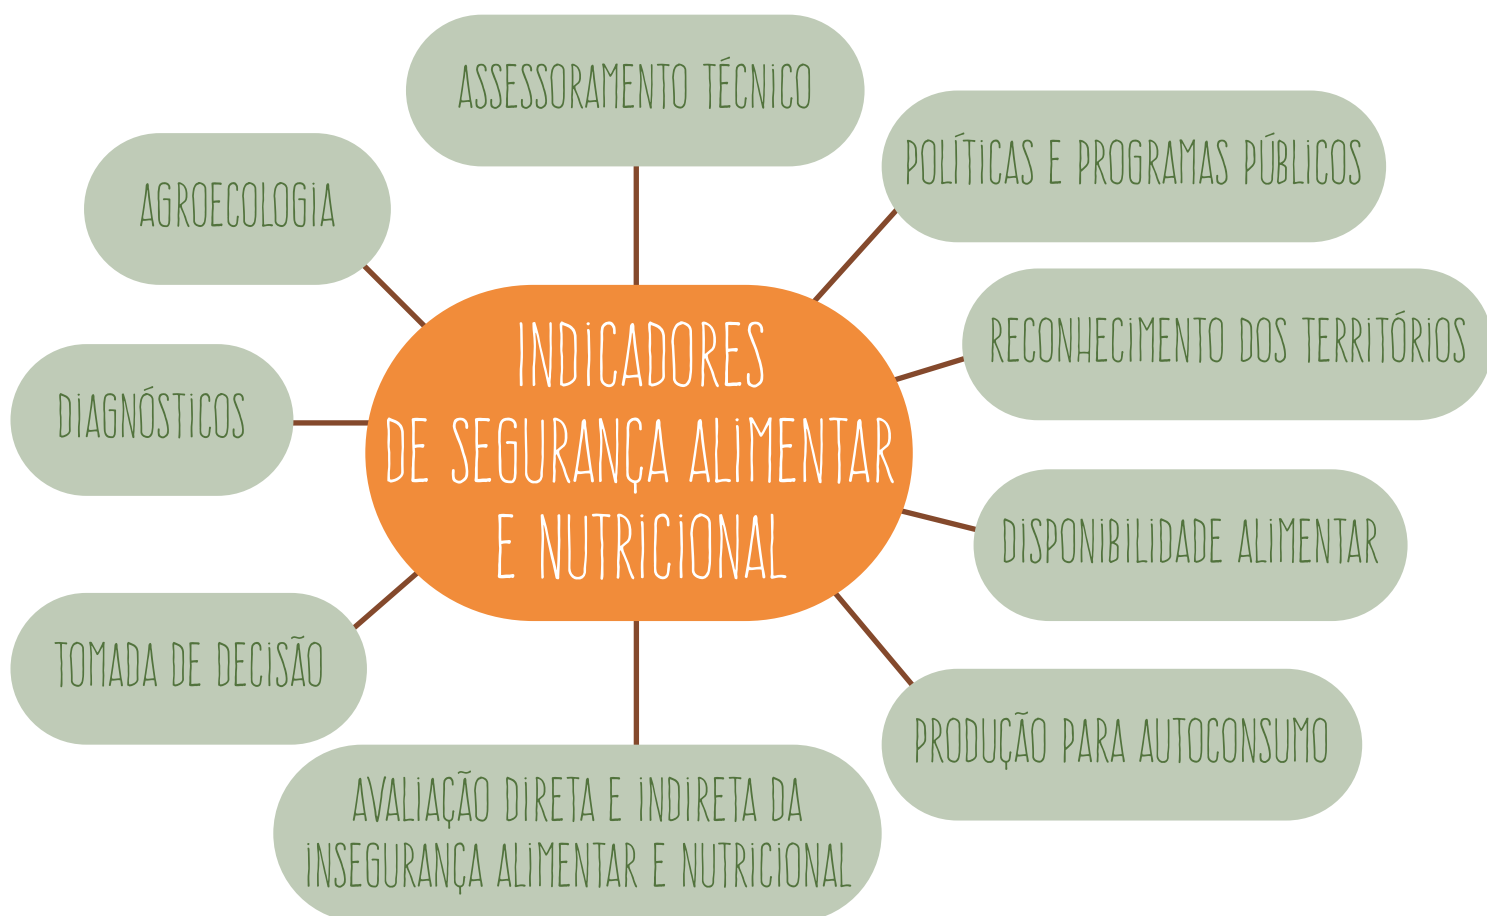 ASSESSORAMENTO TÉCNICO
POLÍTICAS E PROGRAMAS PÚBLICOS
AGROECOLOGIA
RECONHECIMENTO DOS TERRITÓRIOS
INDICADORES
DE SEGURANÇA ALIMENTAR
E NUTRICIONAL
DIAGNÓSTICOS
DISPONIBILIDADE ALIMENTAR
TOMADA DE DECISÃO
PRODUÇÃO PARA AUTOCONSUMO
AVALIAÇÃO DIRETA E INDIRETA DA
INSEGURANÇA ALIMENTAR E NUTRICIONAL